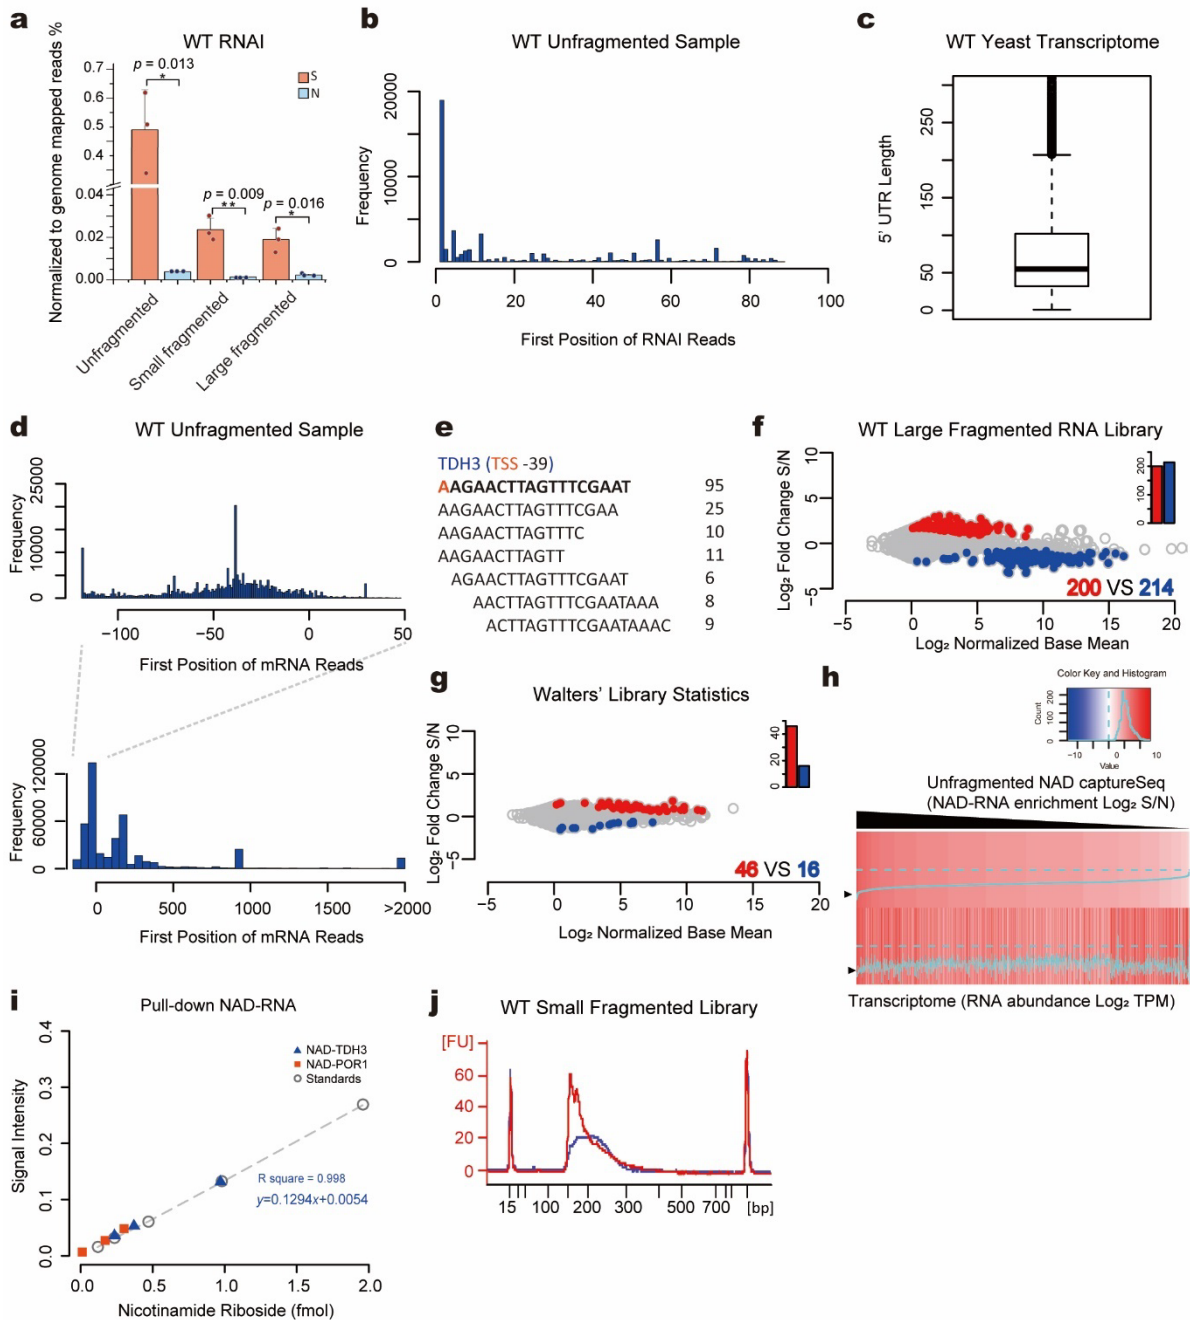 a
WT RNAI
Normalized to genome mapped reads %
0.7
0.6
0.5
0.4
0.04
0.02
0.00
p = 0.013
*
p = 0.009
**
p = 0.016
*
S
N
Unfragmented
Small fragmented
Large fragmented
b
WT Unfragmented Sample
Frequency
0 10000 20000
0 20 40 60 80 100
First Position of RNAI Reads
c
WT Yeast Transcriptome
5' UTR Length
0 50 150 250
d
WT Unfragmented Sample
Frequency
0 10000 25000
−100 −50 0 50
First Position of mRNA Reads
Frequency
0 60000 120000
0 500 1000 1500 >2000
First Position of mRNA Reads
e
TDH3 (TSS -39)
AAGAACTTAGTTTCGAAT 95
AAGAACTTAGTTTCGAA 25
AAGAACTTAGTTTC 10
AAGAACTTAGTT 11
AGAACTTAGTTTCGAAT 6
AACTTAGTTTCGAATAAA 8
ACTTAGTTTCGAATAAAC 9
f
WT Large Fragmented RNA Library
Log₂ Fold Change S/N
−5 0 5 10
0 100 200
200 VS 214
−5 0 5 10 15 20
Log₂ Normalized Base Mean
g
Walters' Library Statistics
Log₂ Fold Change S/N
−5 0 5 10
0 20 40
46 VS 16
−5 0 5 10 15 20
Log₂ Normalized Base Mean
h
Color Key and Histogram
Count
0 50 100 200
−10 0 10
Value
Unfragmented NAD captureSeq
(NAD-RNA enrichment Log₂ S/N)
Transcriptome (RNA abundance Log₂ TPM)
i
Pull-down NAD-RNA
Signal Intensity
0.0 0.1 0.2 0.3 0.4
NAD-TDH3
NAD-POR1
Standards
R square = 0.998
y=0.1294x+0.0054
0.0 0.5 1.0 1.5 2.0
Nicotinamide Riboside (fmol)
j
WT Small Fragmented Library
[FU]
60
40
20
0
15 100 200 300 500 700 [bp]